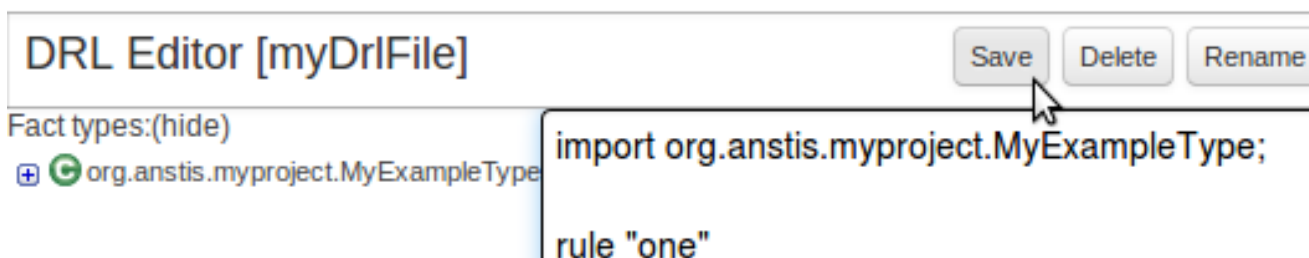 DRL Editor [myDrlFile]
Save Delete Rename
Fact types:(hide)
org.anstis.myproject.MyExampleType
import org.anstis.myproject.MyExampleType;
rule "one"